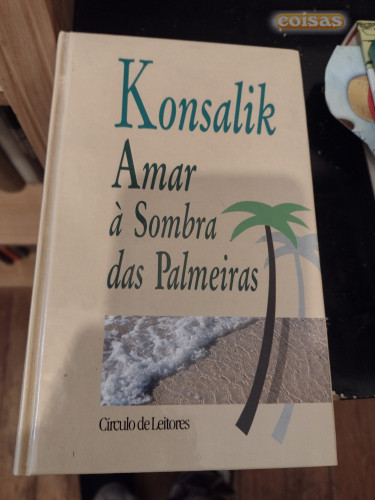 coisas
Konsalik
Amar
à Sombra
das Palmeiras
Círculo de Leitores